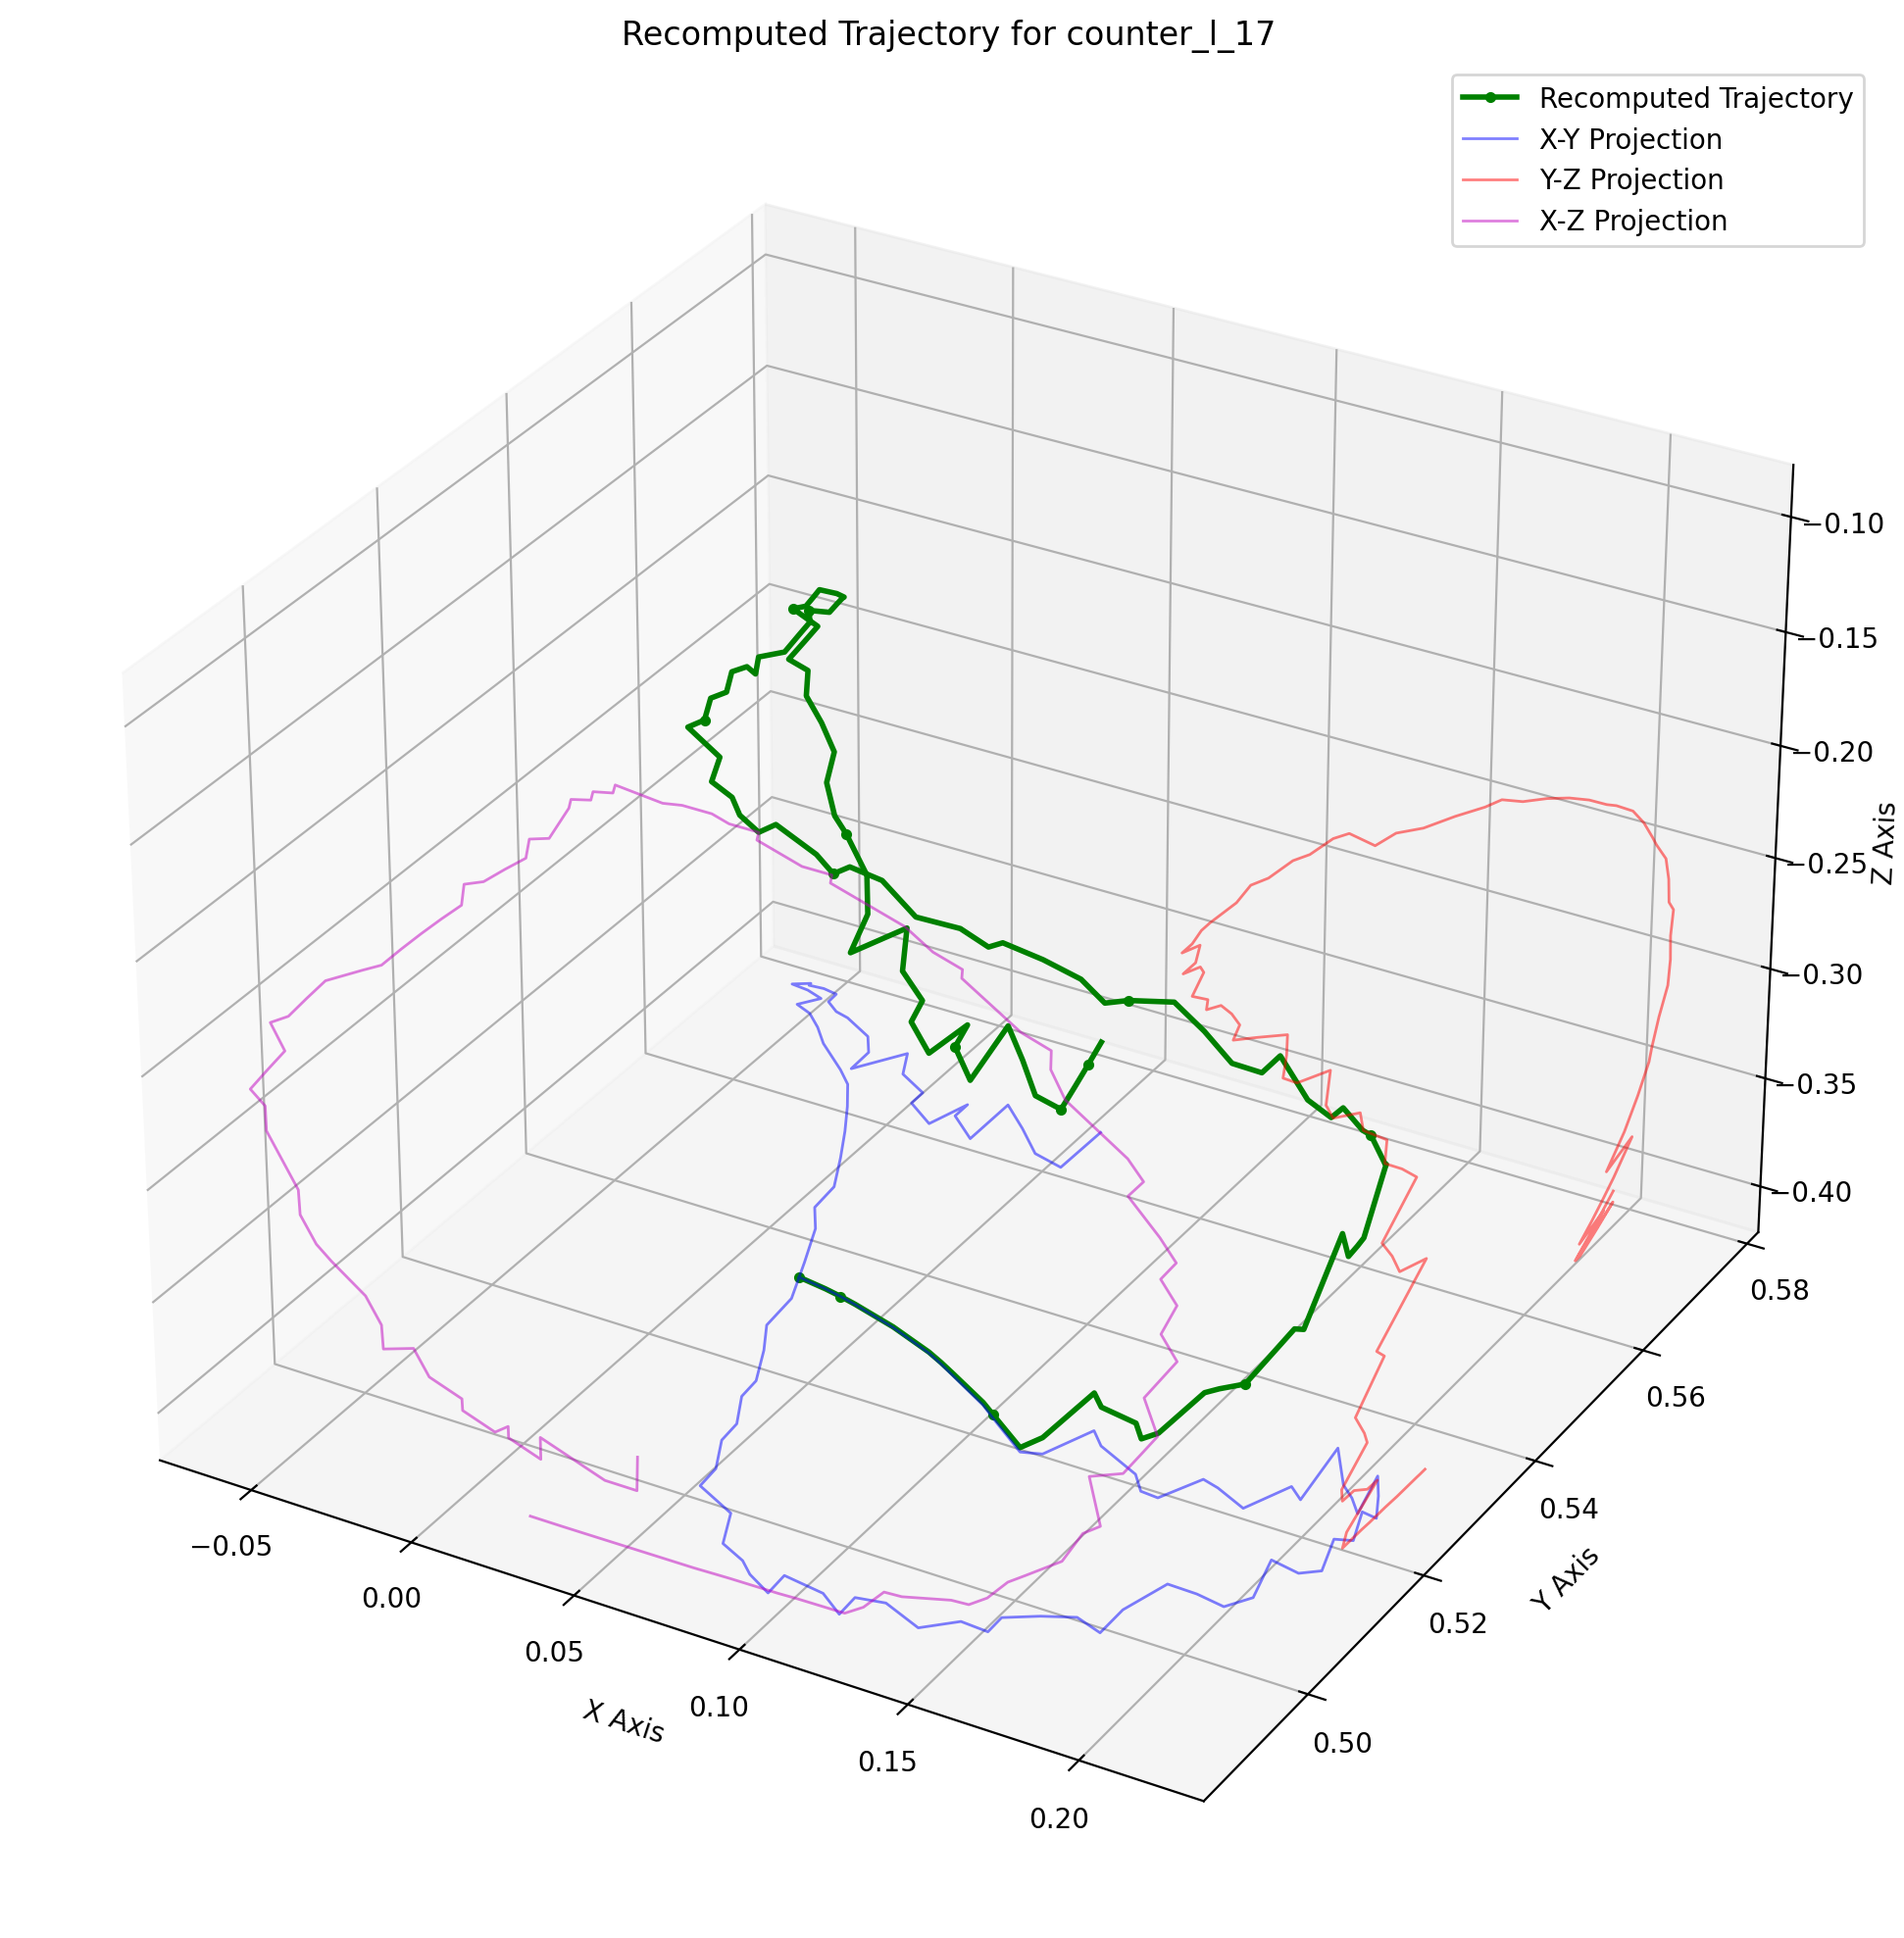 Recomputed Trajectory for counter_l_17
Recomputed Trajectory
X-Y Projection
Y-Z Projection
X-Z Projection
−0.10
−0.15
−0.20
−0.25
−0.30
−0.35
−0.40
Z Axis
0.58
0.56
0.54
0.52
0.50
Y Axis
−0.05
0.00
0.05
0.10
0.15
0.20
X Axis